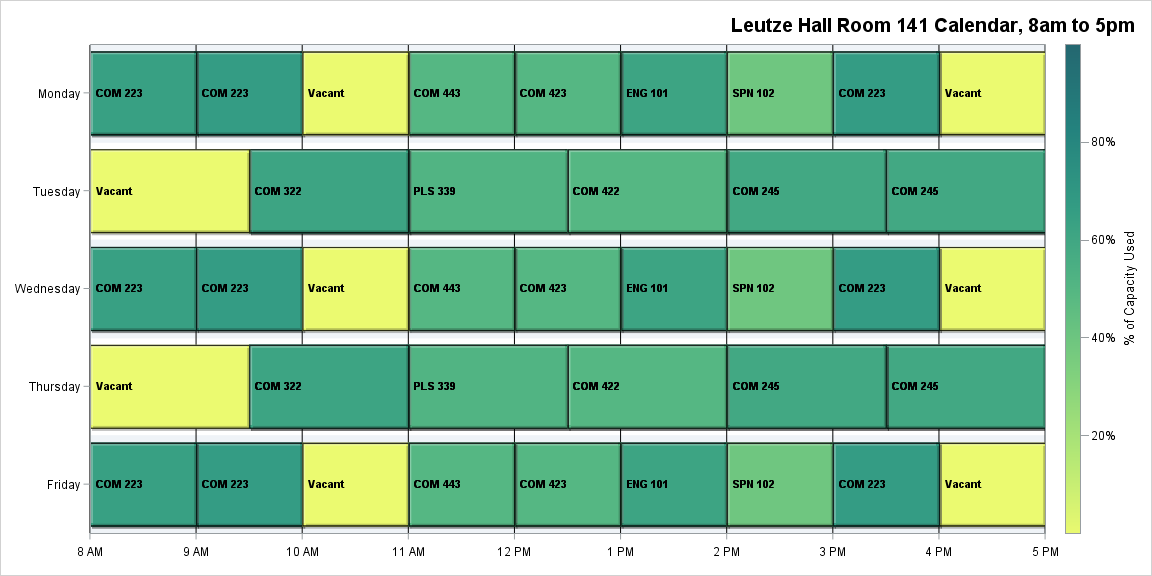 Leutze Hall Room 141 Calendar, 8am to 5pm
Monday COM 223 COM 223 Vacant COM 443 COM 423 ENG 101 SPN 102 COM 223 Vacant
80%
Tuesday Vacant COM 322 PLS 339 COM 422 COM 245 COM 245
60%
% of Capacity Used
Wednesday COM 223 COM 223 Vacant COM 443 COM 423 ENG 101 SPN 102 COM 223 Vacant
40%
Thursday Vacant COM 322 PLS 339 COM 422 COM 245 COM 245
20%
Friday COM 223 COM 223 Vacant COM 443 COM 423 ENG 101 SPN 102 COM 223 Vacant
8 AM 9 AM 10 AM 11 AM 12 PM 1 PM 2 PM 3 PM 4 PM 5 PM